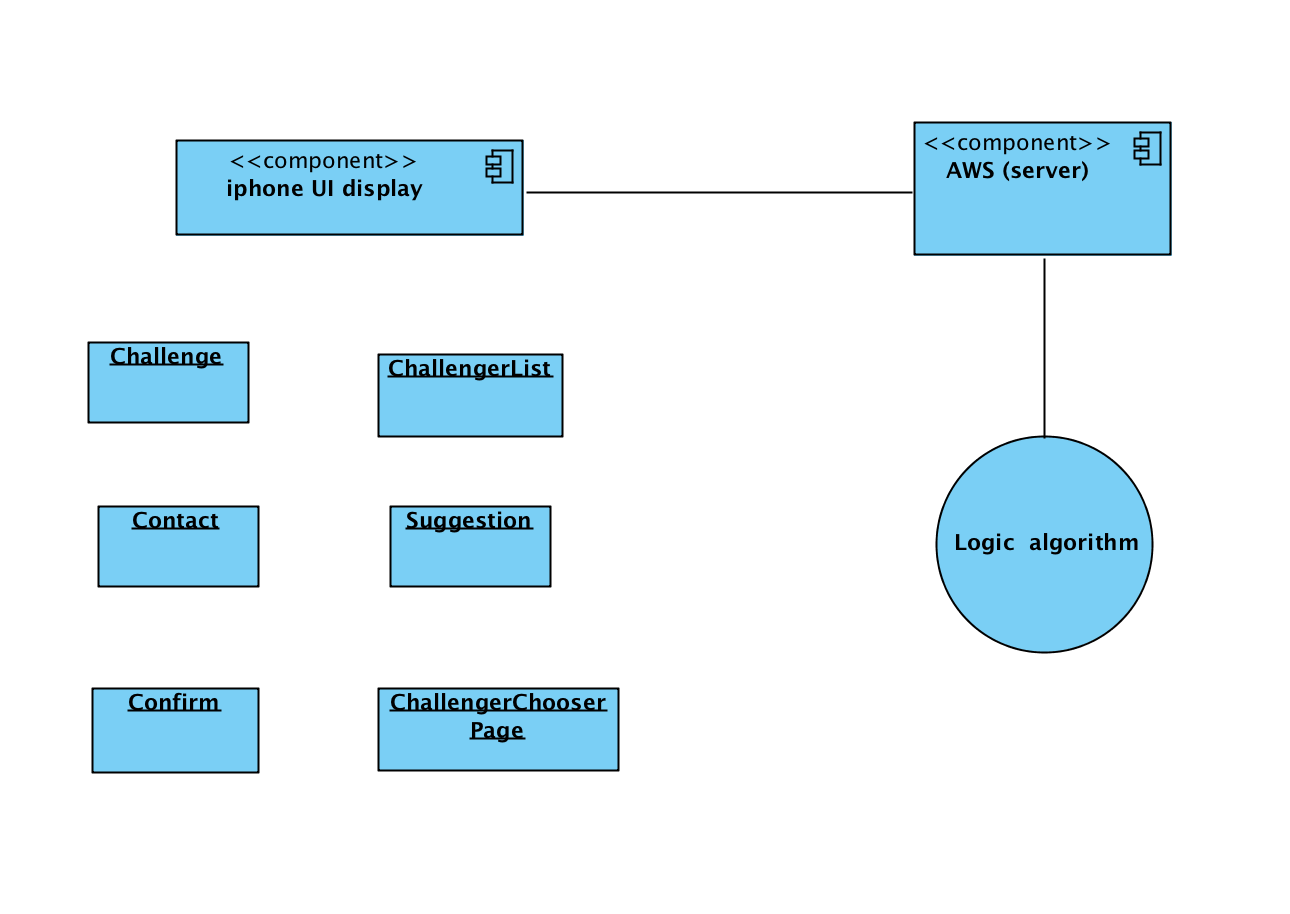 <<component>>
iphone UI display
<<component>>
AWS (server)
Challenge
ChallengerList
Contact
Suggestion
Logic  algorithm
Confirm
ChallengerChooser
Page